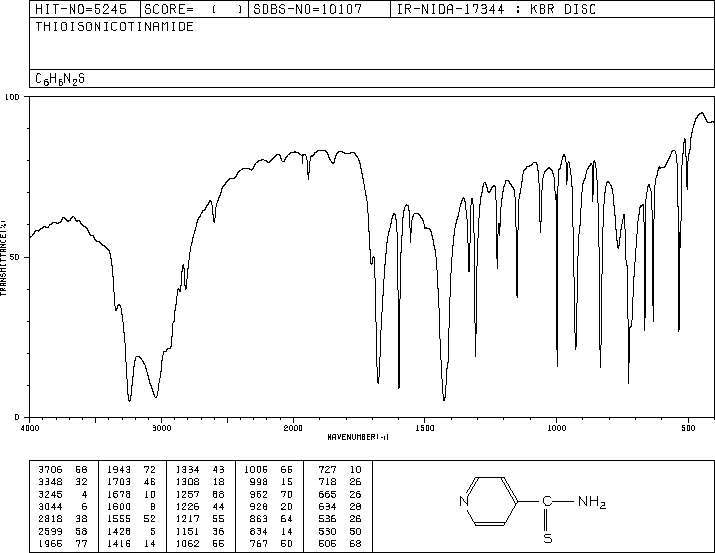 HIT-NO=5245 SCORE= ( ) SDBS-NO=10107 IR-NIDA-17344 : KBR DISC
THIOISONICOTINAMIDE
C6H6N2S
100
50
0
TRANSMITTANCE(%)
4000 3000 2000 1500 1000 500
WAVENUMBER(-1)
3706 68 1943 72 1334 43 1006 66 727 10
3348 32 1703 46 1308 18 998 15 718 26
3245 4 1678 10 1257 68 962 70 665 26
3044 6 1600 8 1226 44 928 20 634 28
2818 38 1555 52 1217 55 863 64 536 26
2599 58 1428 5 1151 36 834 14 530 50
1965 77 1416 14 1062 55 767 50 505 68
N C NH2
S